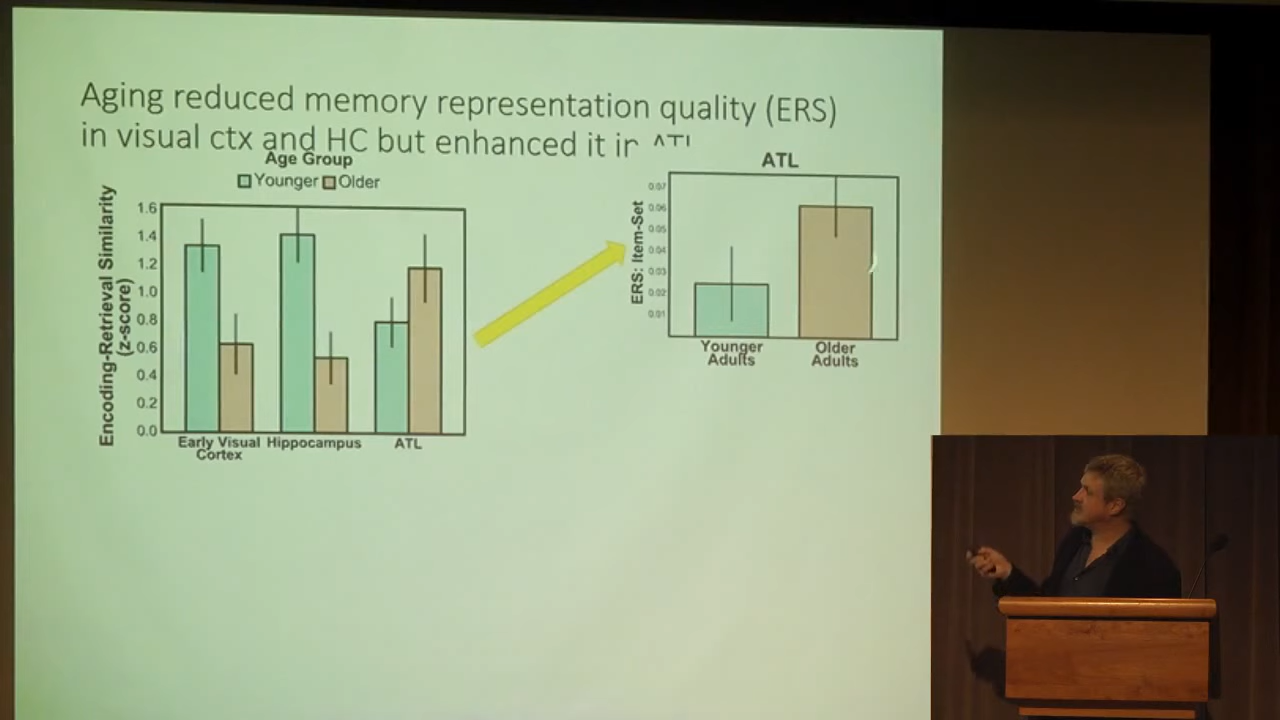 Aging reduced memory representation quality (ERS)
in visual ctx and HC but enhanced it in ATL
Age Group
Younger Older
Encoding-Retrieval Similarity
(z-score)
1.6
1.4
1.2
1.0
0.8
0.6
0.4
0.2
0.0
Early Visual
Cortex
Hippocampus
ATL
ATL
ERS: Item-Set
0.07
0.06
0.05
0.04
0.03
0.02
0.01
Younger
Adults
Older
Adults